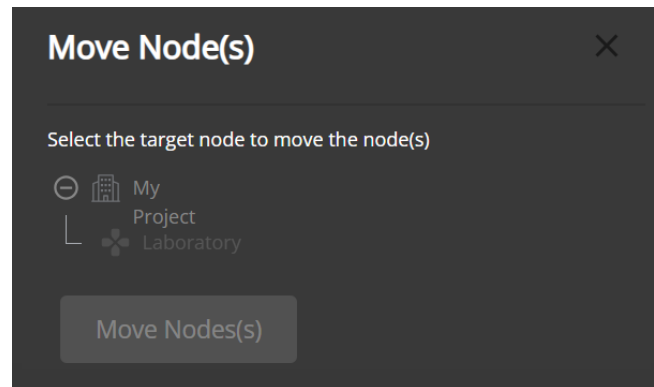 Move Node(s)
Select the target node to move the node(s)
My
Project
Laboratory
Move Nodes(s)